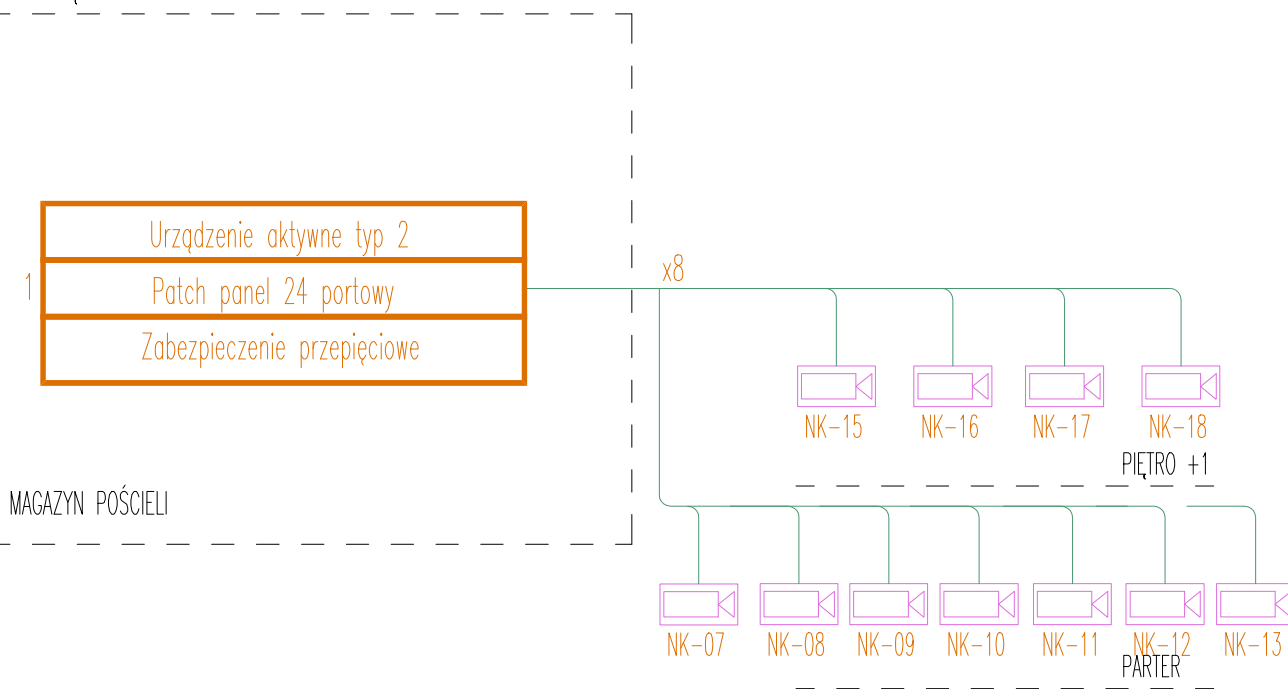 Urządzenie aktywne typ 2
1
Patch panel 24 portowy
Zabezpieczenie przepięciowe
x8
NK-15 NK-16 NK-17 NK-18
PIĘTRO +1
MAGAZYN POŚCIELI
NK-07 NK-08 NK-09 NK-10 NK-11 NK-12 NK-13
PARTER